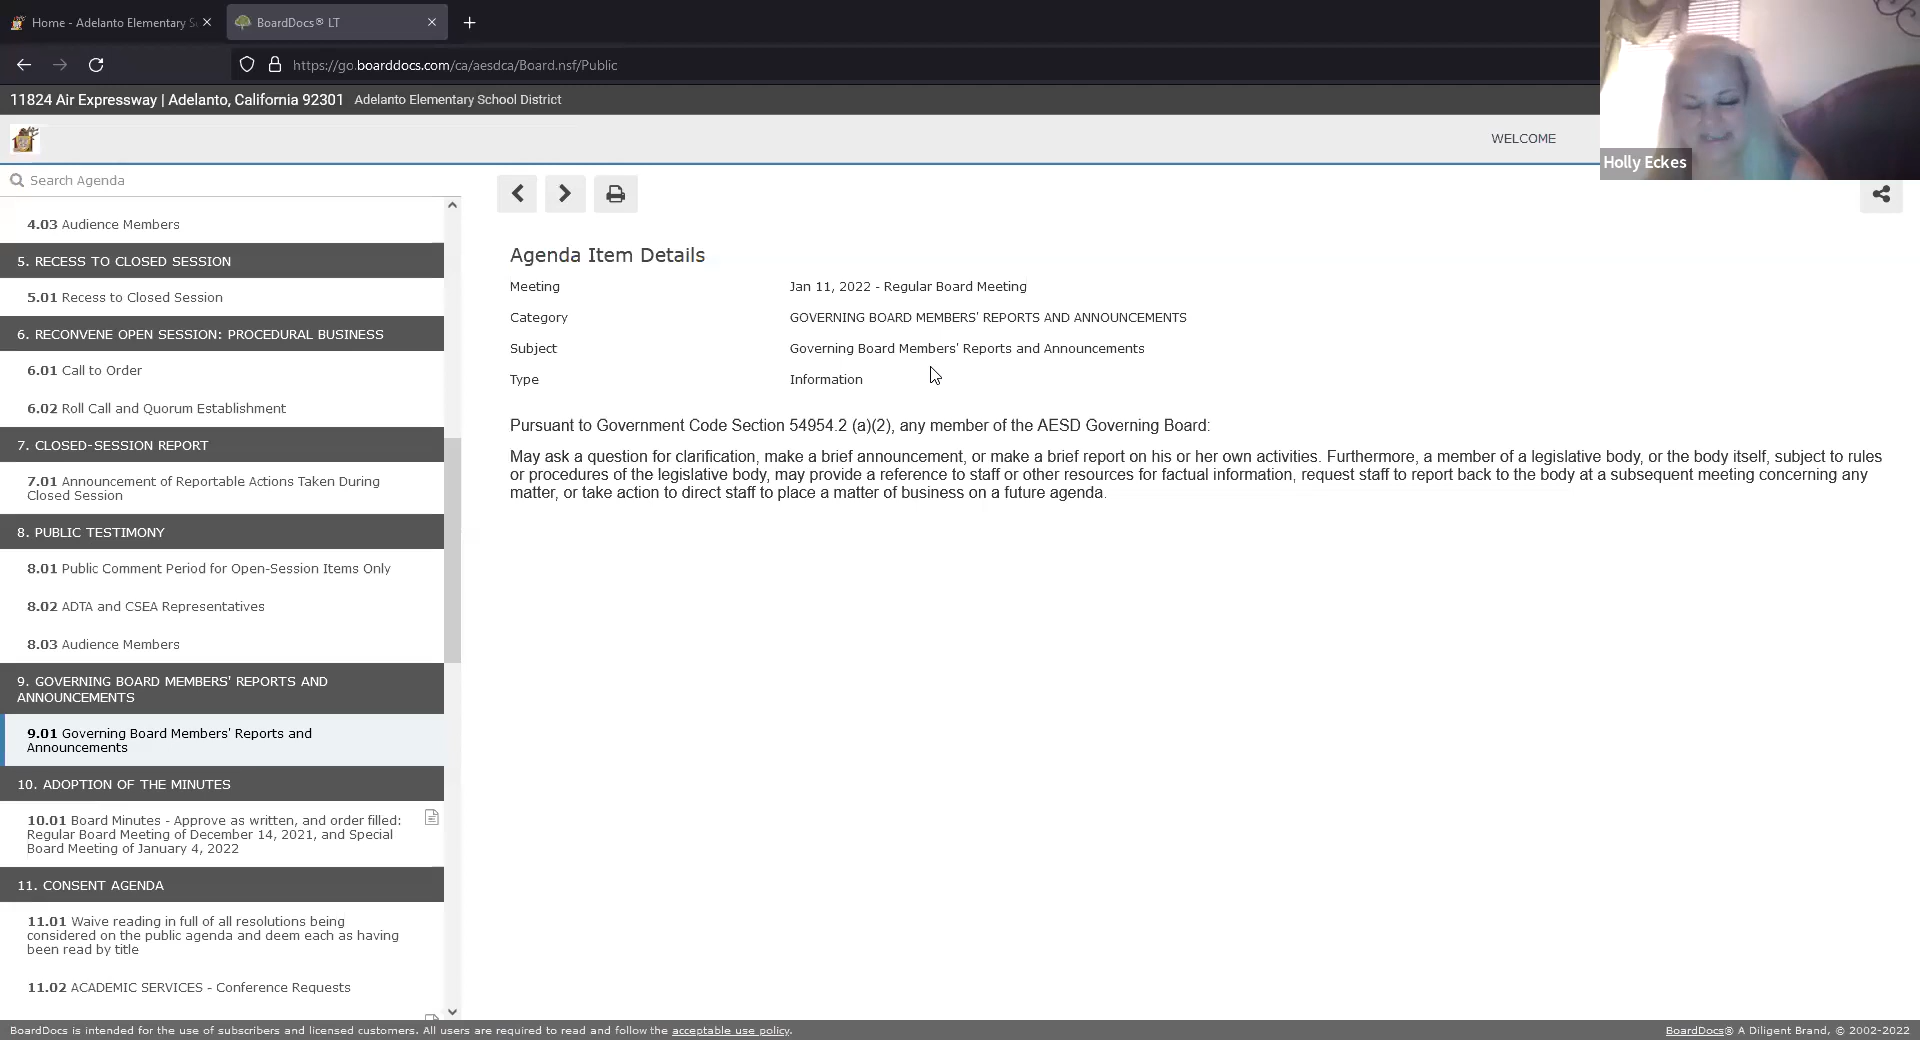 Home - Adelanto Elementary S
BoardDocs® LT
https://go.boarddocs.com/ca/aesdca/Board.nsf/Public
11824 Air Expressway | Adelanto, California 92301 Adelanto Elementary School District
WELCOME
Holly Eckes
Search Agenda
4.03 Audience Members
5. RECESS TO CLOSED SESSION
5.01 Recess to Closed Session
6. RECONVENE OPEN SESSION: PROCEDURAL BUSINESS
6.01 Call to Order
6.02 Roll Call and Quorum Establishment
7. CLOSED-SESSION REPORT
7.01 Announcement of Reportable Actions Taken During
Closed Session
8. PUBLIC TESTIMONY
8.01 Public Comment Period for Open-Session Items Only
8.02 ADTA and CSEA Representatives
8.03 Audience Members
9. GOVERNING BOARD MEMBERS' REPORTS AND
ANNOUNCEMENTS
9.01 Governing Board Members' Reports and
Announcements
10. ADOPTION OF THE MINUTES
10.01 Board Minutes - Approve as written, and order filled:
Regular Board Meeting of December 14, 2021, and Special
Board Meeting of January 4, 2022
11. CONSENT AGENDA
11.01 Waive reading in full of all resolutions being
considered on the public agenda and deem each as having
been read by title
11.02 ACADEMIC SERVICES - Conference Requests
Agenda Item Details
Meeting Jan 11, 2022 - Regular Board Meeting
Category GOVERNING BOARD MEMBERS' REPORTS AND ANNOUNCEMENTS
Subject Governing Board Members' Reports and Announcements
Type Information
Pursuant to Government Code Section 54954.2 (a)(2), any member of the AESD Governing Board:
May ask a question for clarification, make a brief announcement, or make a brief report on his or her own activities. Furthermore, a member of a legislative body, or the body itself, subject to rules
or procedures of the legislative body, may provide a reference to staff or other resources for factual information, request staff to report back to the body at a subsequent meeting concerning any
matter, or take action to direct staff to place a matter of business on a future agenda.
BoardDocs is intended for the use of subscribers and licensed customers. All users are required to read and follow the acceptable use policy.
BoardDocs® A Diligent Brand, © 2002-2022